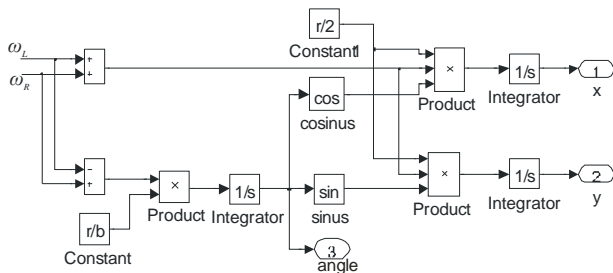 r/2
Constant1
ω_L
ω_R
+
+
×
Product
1/s
Integrator
1
x
cos
cosinus
−
+
×
Product
1/s
Integrator
sin
sinus
×
Product
1/s
Integrator
2
y
r/b
Constant
3
angle